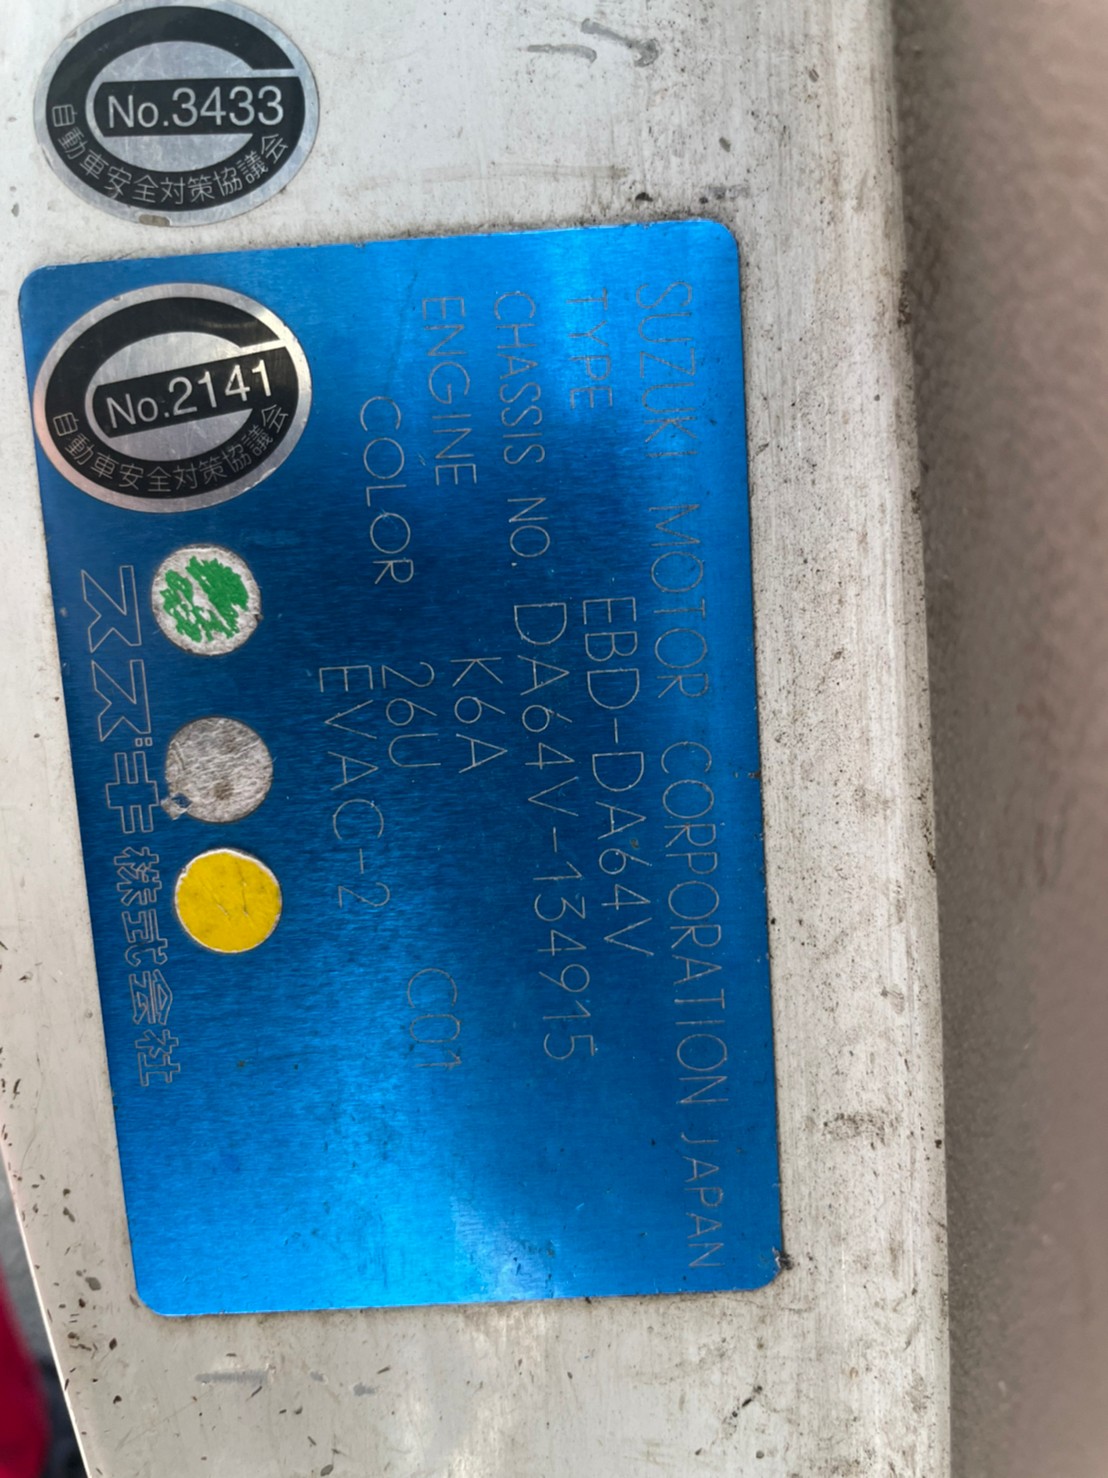 No.3433
自動車安全対策協議会
SUZUKI MOTOR CORPORATION JAPAN
TYPE EBD-DA64V
CHASSIS NO. DA64V-134915
ENGINE K6A
COLOR 26U C01
EVAC-2
スズキ株式会社
No.2141
自動車安全対策協議会